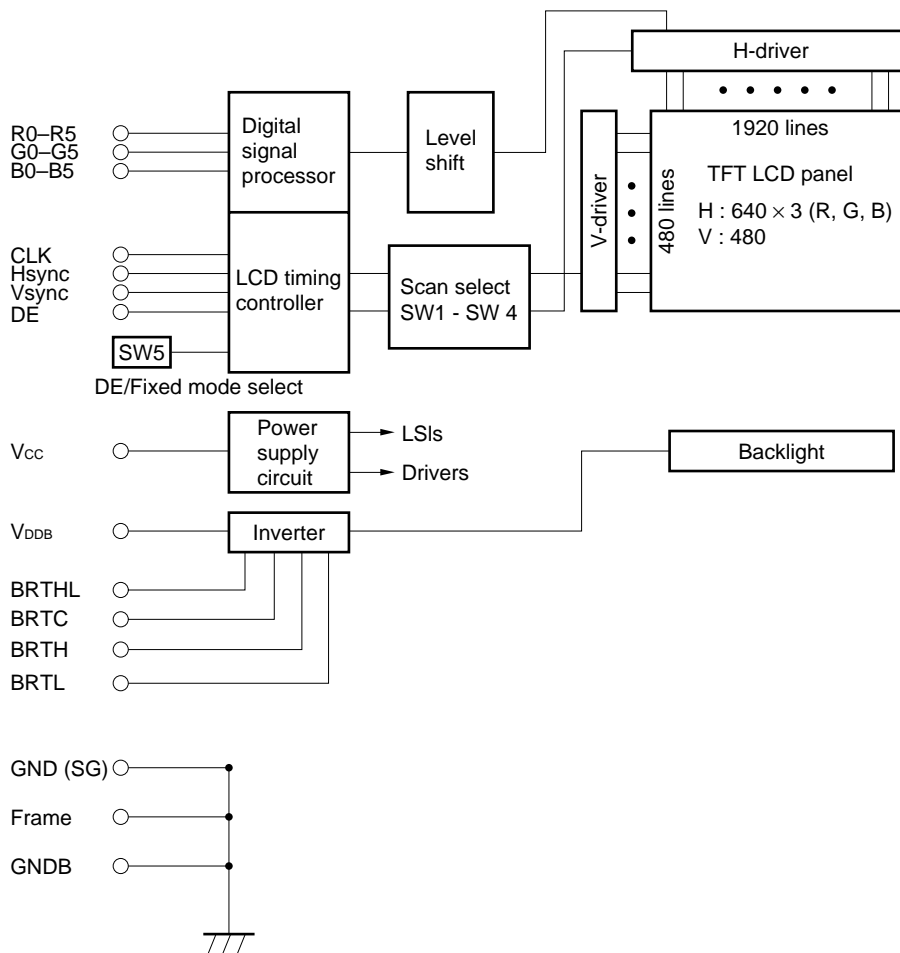 H-driver
R0–R5
G0–G5
B0–B5
Digital
signal
processor
Level
shift
V-driver
480 lines
1920 lines
TFT LCD panel
H : 640 × 3 (R, G, B)
V : 480
CLK
Hsync
Vsync
DE
LCD timing
controller
Scan select
SW1 - SW 4
SW5
DE/Fixed mode select
VCC
Power
supply
circuit
LSIs
Drivers
Backlight
VDDB
Inverter
BRTHL
BRTC
BRTH
BRTL
GND (SG)
Frame
GNDB